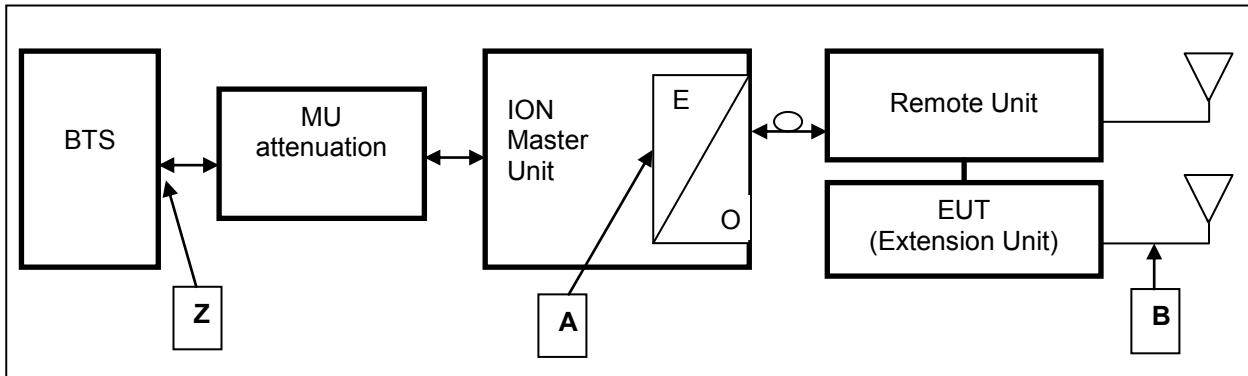 BTS
MU
attenuation
ION
Master
Unit
E
O
Remote Unit
EUT
(Extension Unit)
Z
A
B